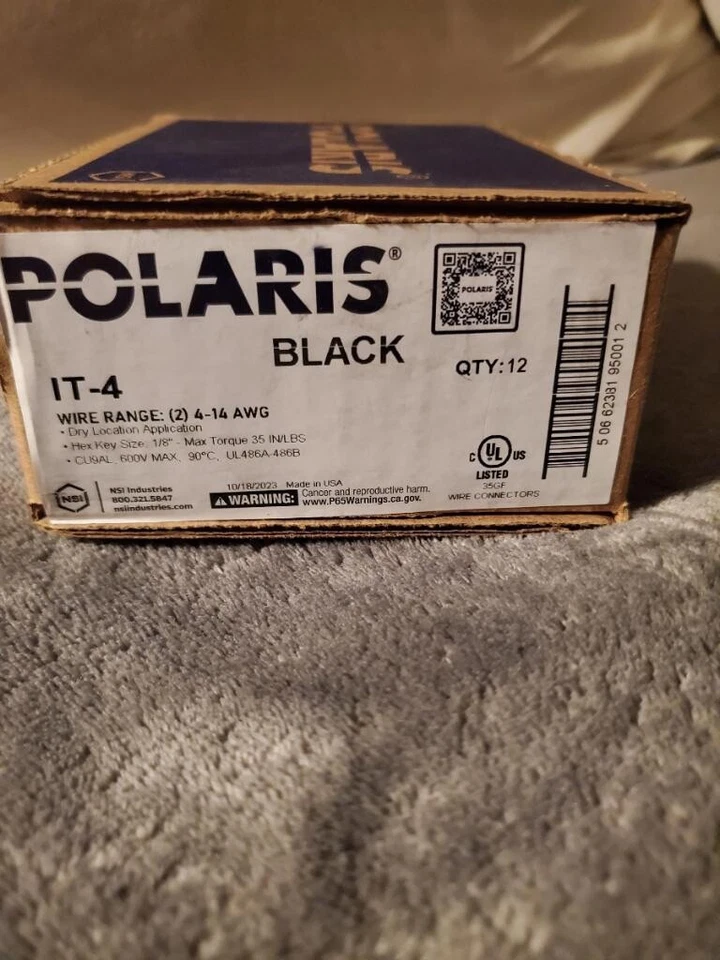 POLARIS®
POLARIS
BLACK
QTY:12
IT-4
WIRE RANGE: (2) 4-14 AWG
• Dry Location Application
• Hex Key Size: 1/8" - Max Torque 35 IN/LBS
• CU9AL, 600V MAX, 90°C, UL486A-486B
NSI
NSI Industries
800.321.5847
nsiindustries.com
10/18/2023 Made in USA
WARNING: Cancer and reproductive harm.
www.P65Warnings.ca.gov.
C UL US
LISTED
35GF
WIRE CONNECTORS
5 06 62381 95001 2